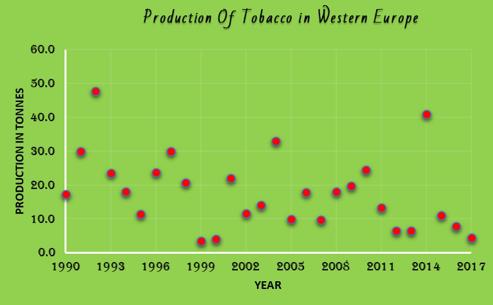 Production Of Tobacco in Western Europe
60.0
50.0
40.0
30.0
20.0
10.0
0.0
PRODUCTION IN TONNES
1990 1993 1996 1999 2002 2005 2008 2011 2014 2017
YEAR